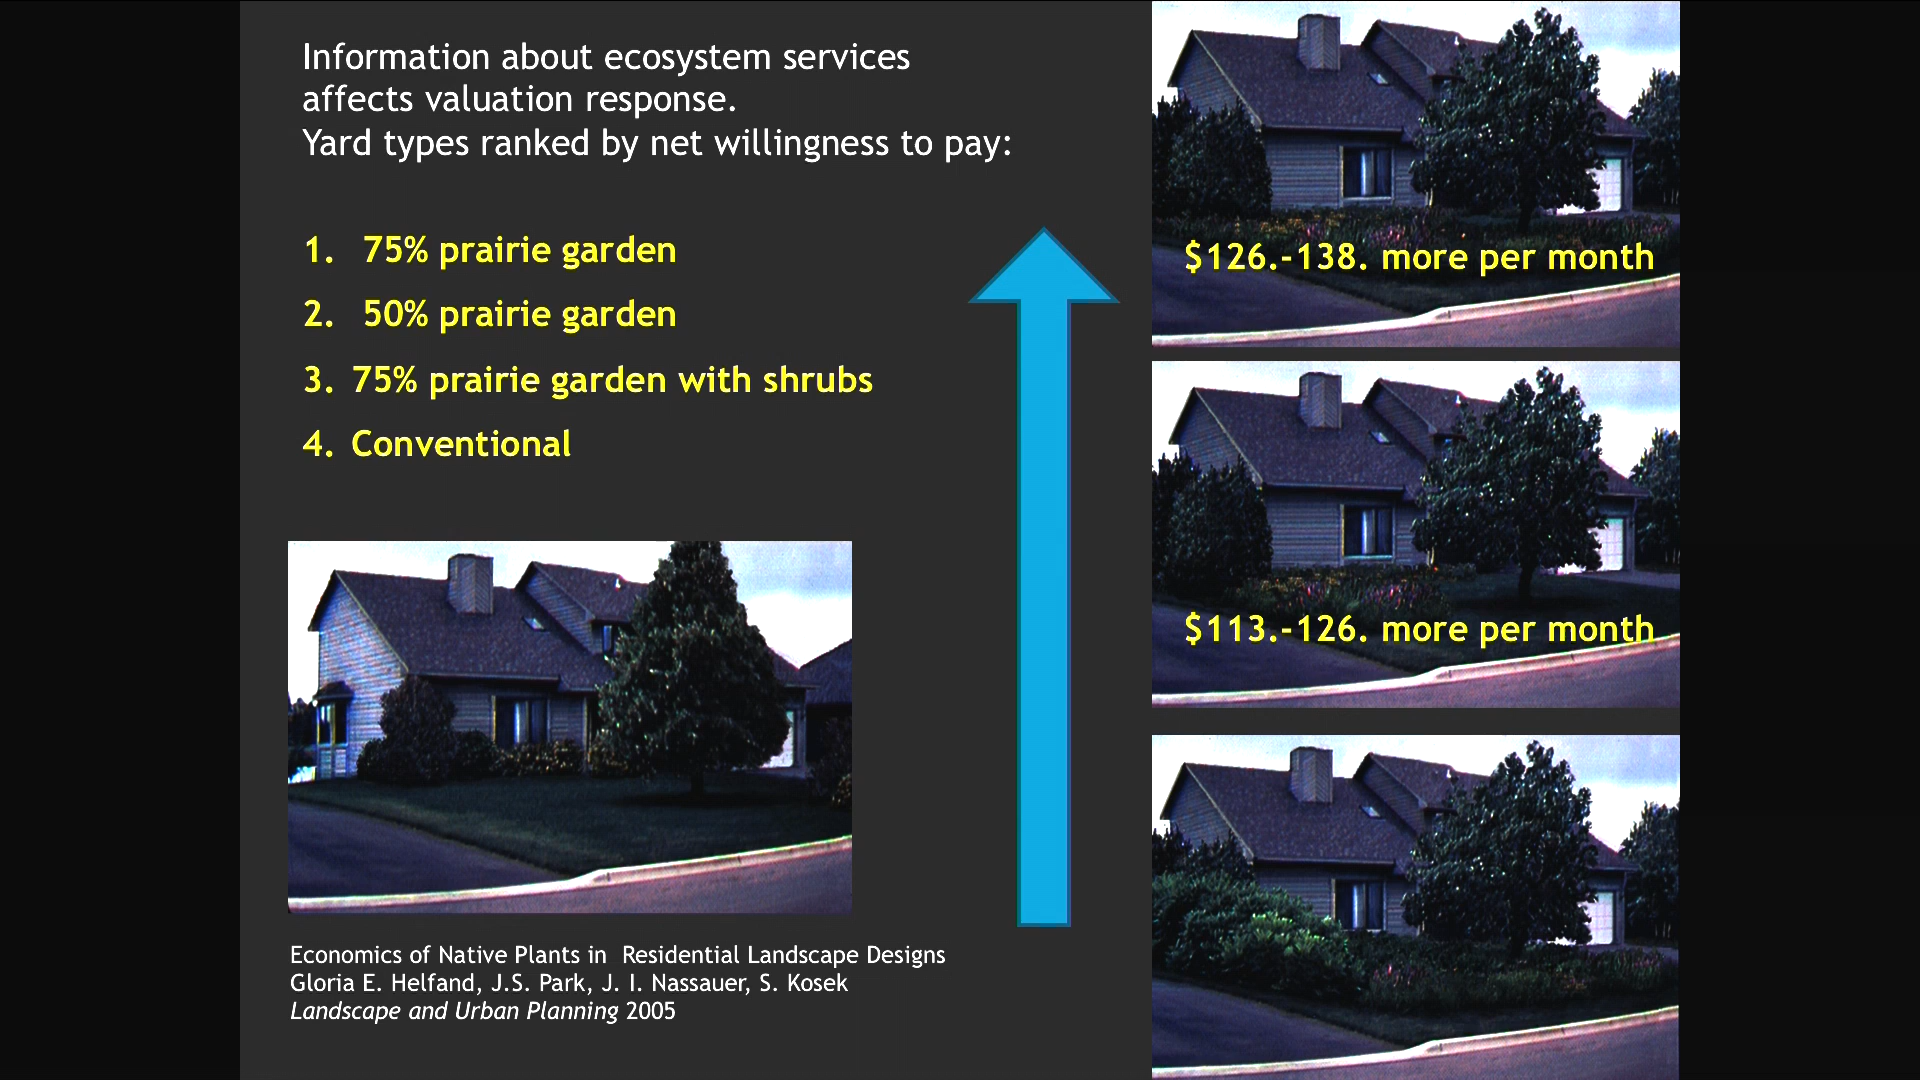 Information about ecosystem services
affects valuation response.
Yard types ranked by net willingness to pay:
1. 75% prairie garden
2. 50% prairie garden
3. 75% prairie garden with shrubs
4. Conventional
$126.-138. more per month
$113.-126. more per month
Economics of Native Plants in Residential Landscape Designs
Gloria E. Helfand, J.S. Park, J. I. Nassauer, S. Kosek
Landscape and Urban Planning 2005